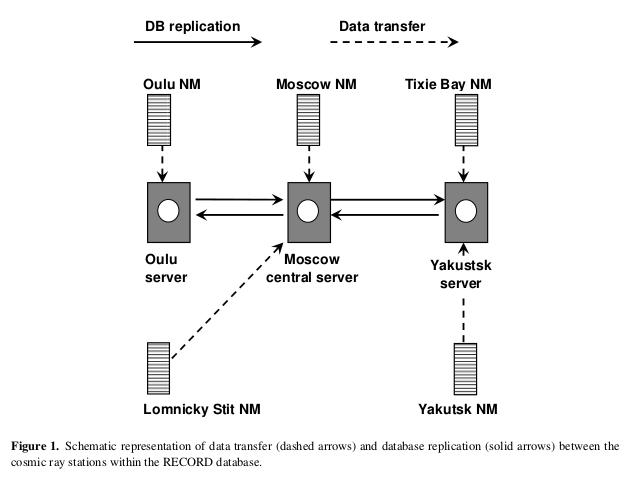 DB replication Data transfer
Oulu NM Moscow NM Tixie Bay NM
Oulu server
Moscow central server
Yakustsk server
Lomnicky Stit NM Yakutsk NM
Figure 1. Schematic representation of data transfer (dashed arrows) and database replication (solid arrows) between the
cosmic ray stations within the RECORD database.